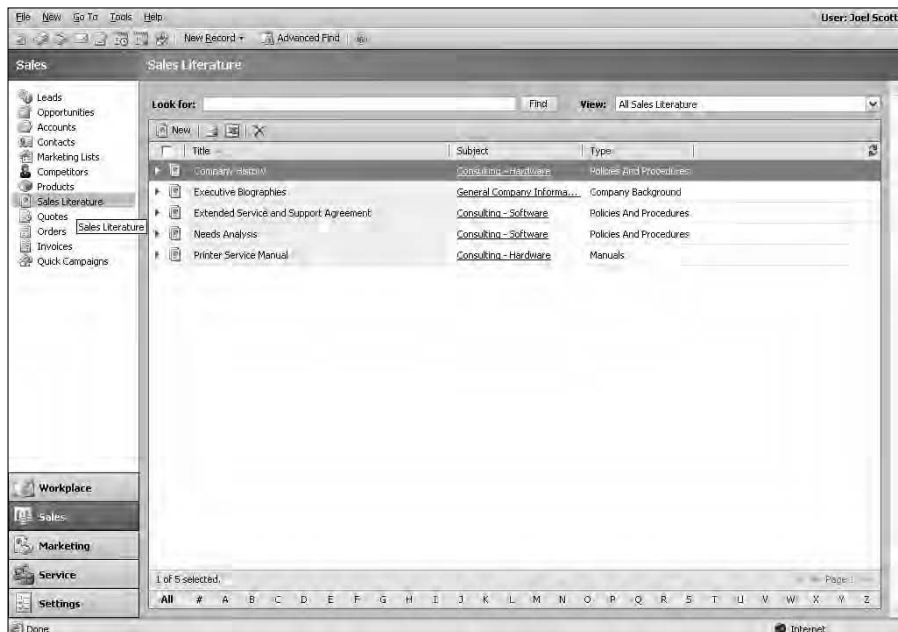 File New Go To Tools Help User: Joel Scott
New Record Advanced Find
Sales Sales Literature
Leads
Opportunities
Accounts
Contacts
Marketing Lists
Competitors
Products
Sales Literature
Quotes
Orders
Sales Literature
Invoices
Quick Campaigns
Look for: Find View: All Sales Literature
New
Title Subject Type
Company History Consulting - Hardware Policies And Procedures
Executive Biographies General Company Informa... Company Background
Extended Service and Support Agreement Consulting - Software Policies And Procedures
Needs Analysis Consulting - Software Policies And Procedures
Printer Service Manual Consulting - Hardware Manuals
Workplace
Sales
Marketing
Service
Settings
1 of 5 selected. Page 1
All # A B C D E F G H I J K L M N O P Q R S T U V W X Y Z
Done Internet